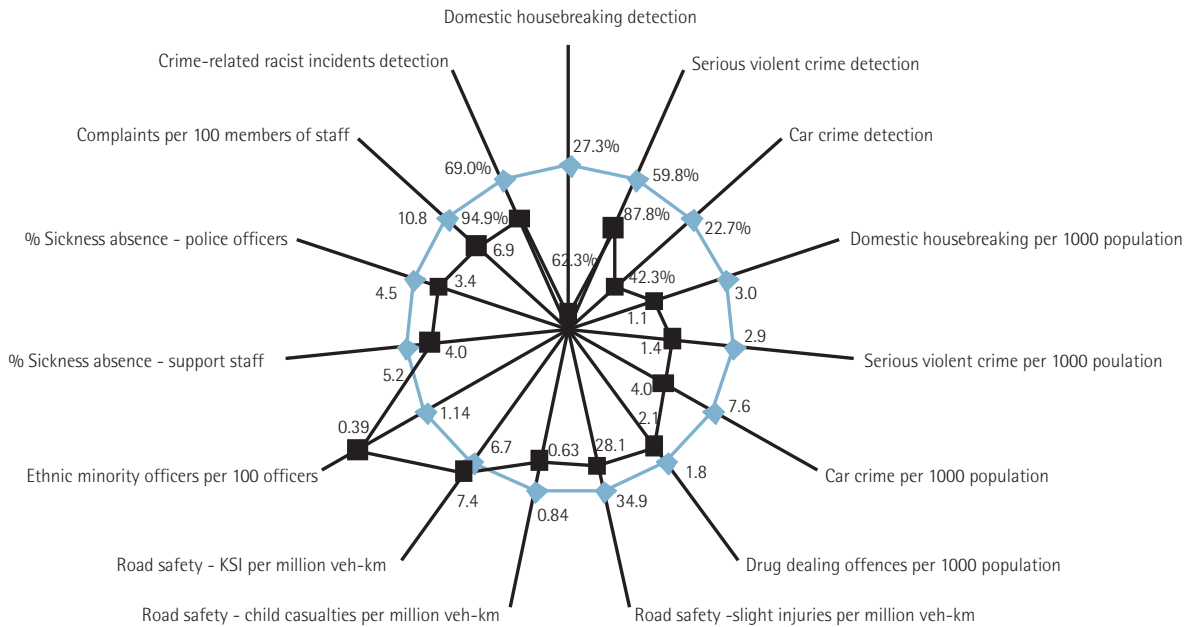 Domestic housebreaking detection
Crime-related racist incidents detection
Serious violent crime detection
Complaints per 100 members of staff
Car crime detection
27.3%
69.0%
59.8%
10.8
94.9%
87.8%
22.7%
% Sickness absence - police officers
Domestic housebreaking per 1000 population
6.9
62.3%
42.3%
4.5
3.4
3.0
1.1
% Sickness absence - support staff
5.2
4.0
1.4
2.9
Serious violent crime per 1000 poulation
4.0
7.6
0.39
1.14
2.1
Ethnic minority officers per 100 officers
6.7
0.63
28.1
1.8
Car crime per 1000 population
7.4
0.84
34.9
Road safety - KSI per million veh-km
Drug dealing offences per 1000 population
Road safety - child casualties per million veh-km
Road safety -slight injuries per million veh-km